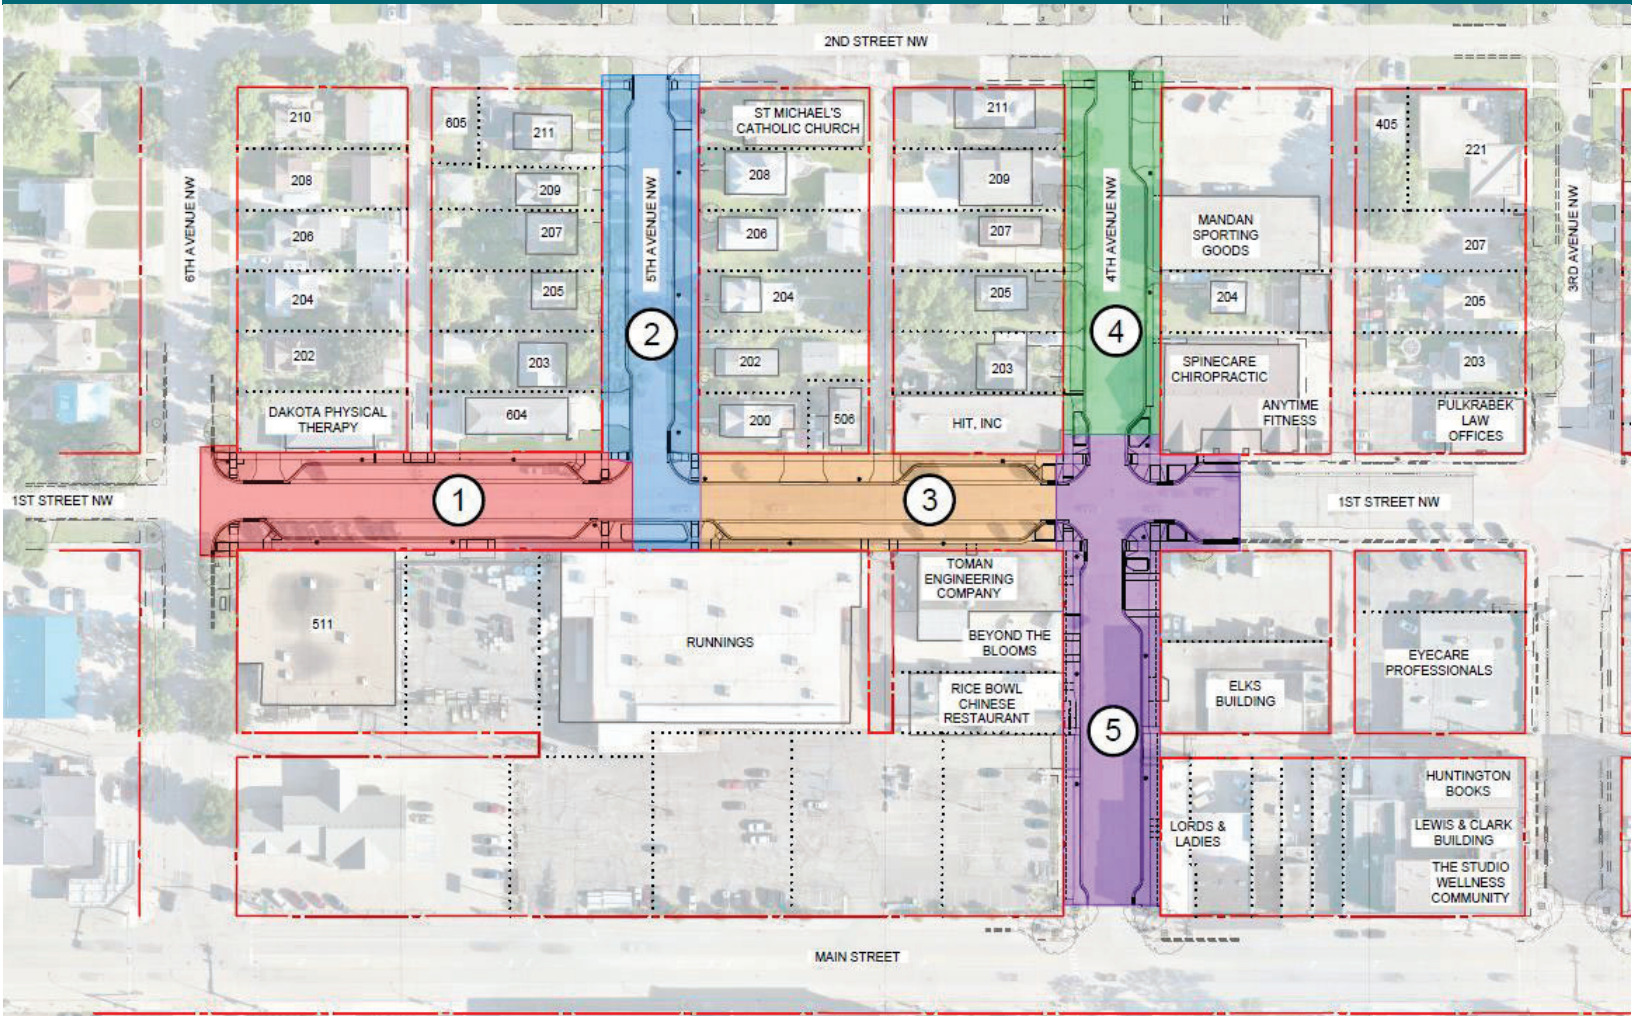 2ND STREET NW
210
605
211
ST MICHAEL'S
CATHOLIC CHURCH
211
405
221
208
209
208
209
6TH AVENUE NW
5TH AVENUE NW
4TH AVENUE NW
3RD AVENUE NW
206
207
206
207
MANDAN
SPORTING
GOODS
207
204
205
204
205
204
205
2
4
202
203
202
203
SPINECARE
CHIROPRACTIC
203
DAKOTA PHYSICAL
THERAPY
604
200
506
HIT, INC
ANYTIME
FITNESS
PULKRABEK
LAW
OFFICES
1ST STREET NW
1
3
1ST STREET NW
511
RUNNINGS
TOMAN
ENGINEERING
COMPANY
BEYOND THE
BLOOMS
RICE BOWL
CHINESE
RESTAURANT
ELKS
BUILDING
EYECARE
PROFESSIONALS
5
LORDS &
LADIES
HUNTINGTON
BOOKS
LEWIS & CLARK
BUILDING
THE STUDIO
WELLNESS
COMMUNITY
MAIN STREET